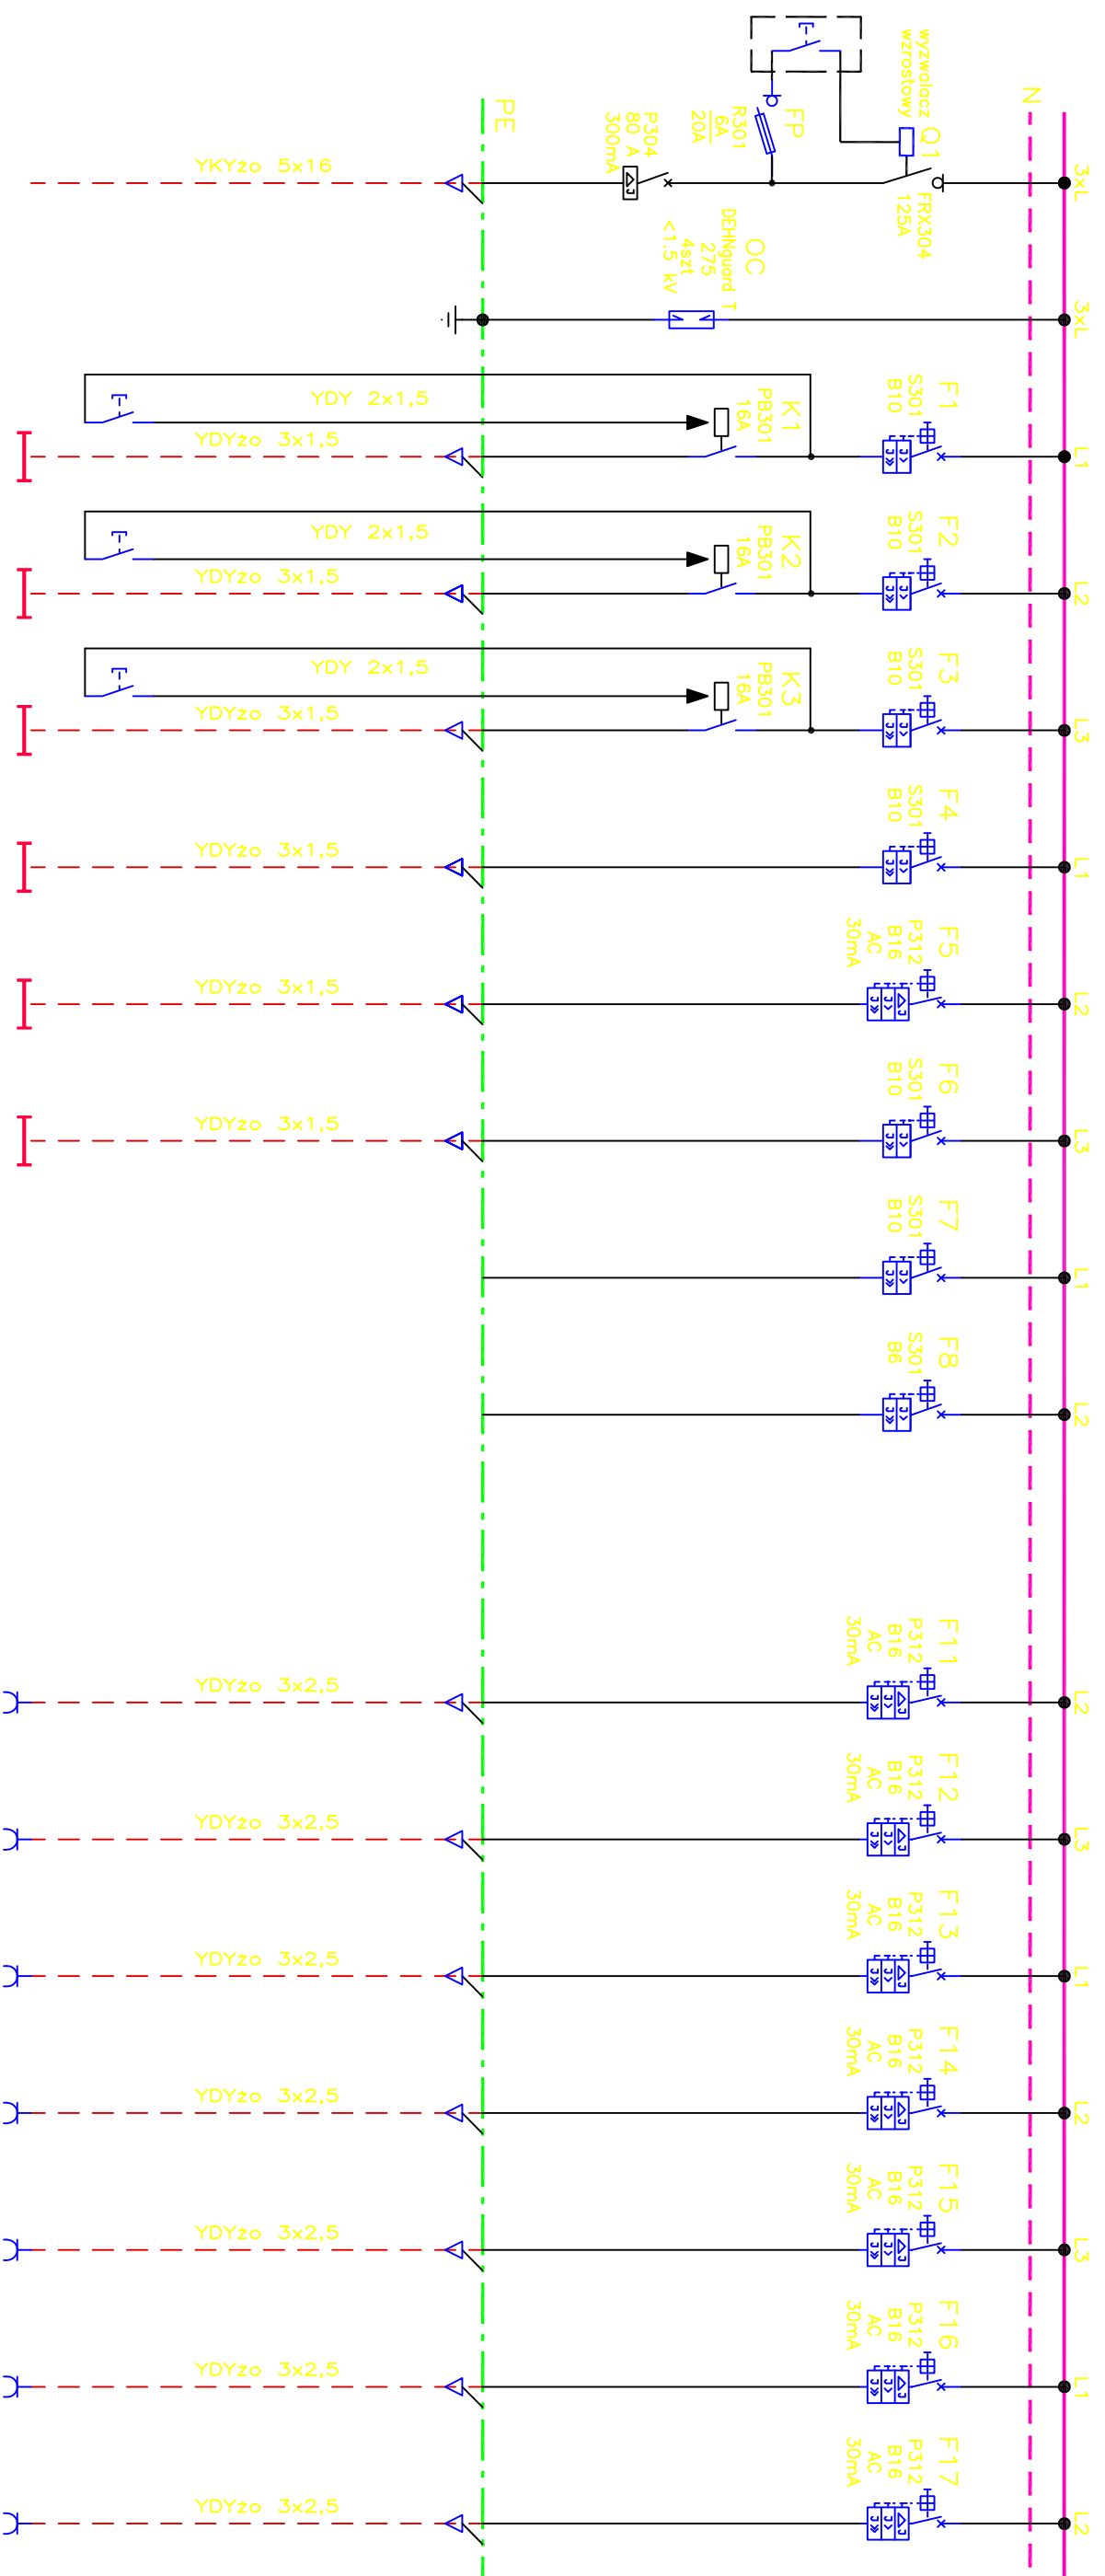 3xL
N
wyzwalacz
wzrostowy
Q1
FRX304
125A
FP
R301
6A
20A
P304
80 A
300mA
PE
YKYżo 5x16
3xL
OC
DEHNguard T
275
4szt
<1.5 kV
L1
F1
S301
B10
K1
PB301
16A
YDY 2x1,5
YDYżo 3x1,5
L2
F2
S301
B10
K2
PB301
16A
YDY 2x1,5
YDYżo 3x1,5
L3
F3
S301
B10
K3
PB301
16A
YDY 2x1,5
YDYżo 3x1,5
L1
F4
S301
B10
YDYżo 3x1,5
L2
F5
P312
B16
AC
30mA
YDYżo 3x1,5
L3
F6
S301
B10
YDYżo 3x1,5
L1
F7
S301
B10
L2
F8
S301
B6
L2
F11
P312
B16
AC
30mA
YDYżo 3x2,5
L3
F12
P312
B16
AC
30mA
YDYżo 3x2,5
L1
F13
P312
B16
AC
30mA
YDYżo 3x2,5
L2
F14
P312
B16
AC
30mA
YDYżo 3x2,5
L3
F15
P312
B16
AC
30mA
YDYżo 3x2,5
L1
F16
P312
B16
AC
30mA
YDYżo 3x2,5
L2
F17
P312
B16
AC
30mA
YDYżo 3x2,5